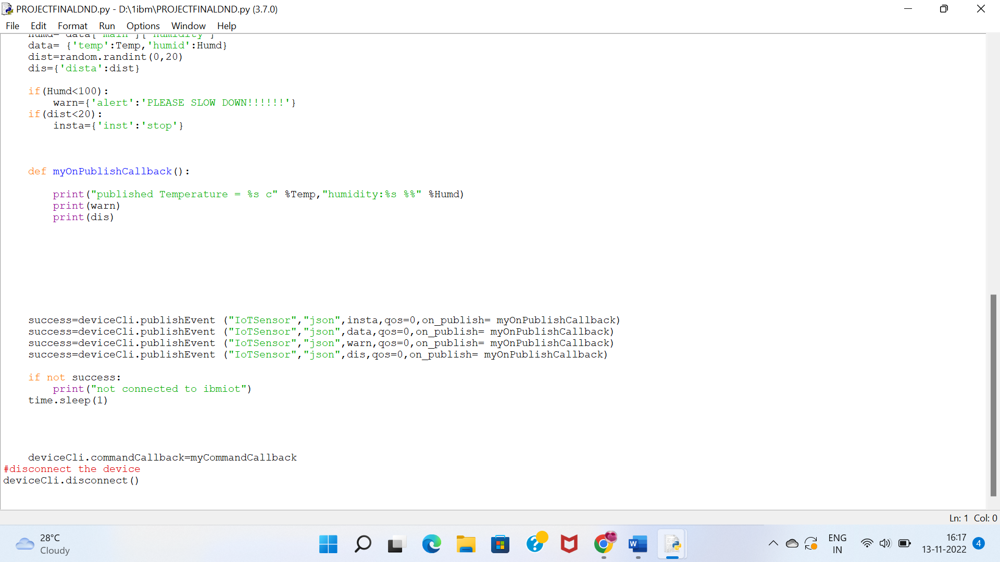 PROJECTFINALDND.py - D:\1ibm\PROJECTFINALDND.py (3.7.0)
File Edit Format Run Options Window Help
    Humd= data['main']['humidity']
    data= {'temp':Temp,'humid':Humd}
    dist=random.randint(0,20)
    dis={'dista':dist}
    if(Humd<100):
        warn={'alert':'PLEASE SLOW DOWN!!!!!!'}
    if(dist<20):
        insta={'inst':'stop'}
    def myOnPublishCallback():
        print("published Temperature = %s c" %Temp,"humidity:%s %%" %Humd)
        print(warn)
        print(dis)
    success=deviceCli.publishEvent ("IoTSensor","json",insta,qos=0,on_publish= myOnPublishCallback)
    success=deviceCli.publishEvent ("IoTSensor","json",data,qos=0,on_publish= myOnPublishCallback)
    success=deviceCli.publishEvent ("IoTSensor","json",warn,qos=0,on_publish= myOnPublishCallback)
    success=deviceCli.publishEvent ("IoTSensor","json",dis,qos=0,on_publish= myOnPublishCallback)
    if not success:
        print("not connected to ibmiot")
    time.sleep(1)
    deviceCli.commandCallback=myCommandCallback
#disconnect the device
deviceCli.disconnect()
Ln: 1 Col: 0
28°C
Cloudy
W
?
ENG
IN
16:17
13-11-2022
4